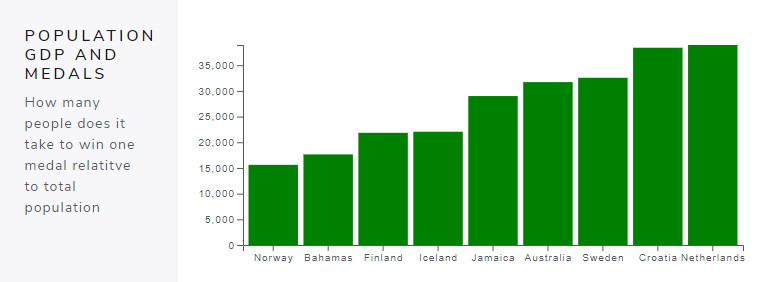 POPULATION
GDP AND
MEDALS
How many
people does it
take to win one
medal relatitve
to total
population
35,000
30,000
25,000
20,000
15,000
10,000
5,000
0
Norway Bahamas Finland Iceland Jamaica Australia Sweden Croatia Netherlands